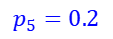 p₅ = 0.2